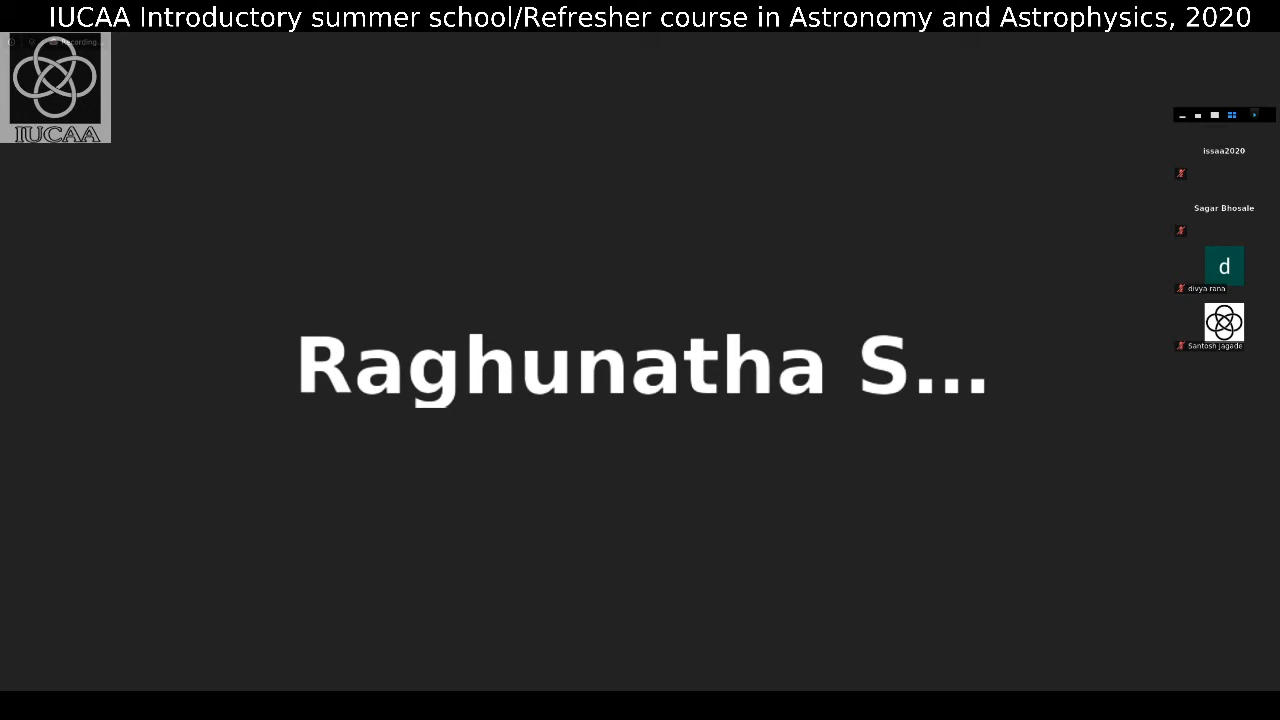 IUCAA Introductory summer school/Refresher course in Astronomy and Astrophysics, 2020
Recording...
IUCAA
issaa2020
Sagar Bhosale
d
divya rana
Santosh Jagade
Raghunatha S...